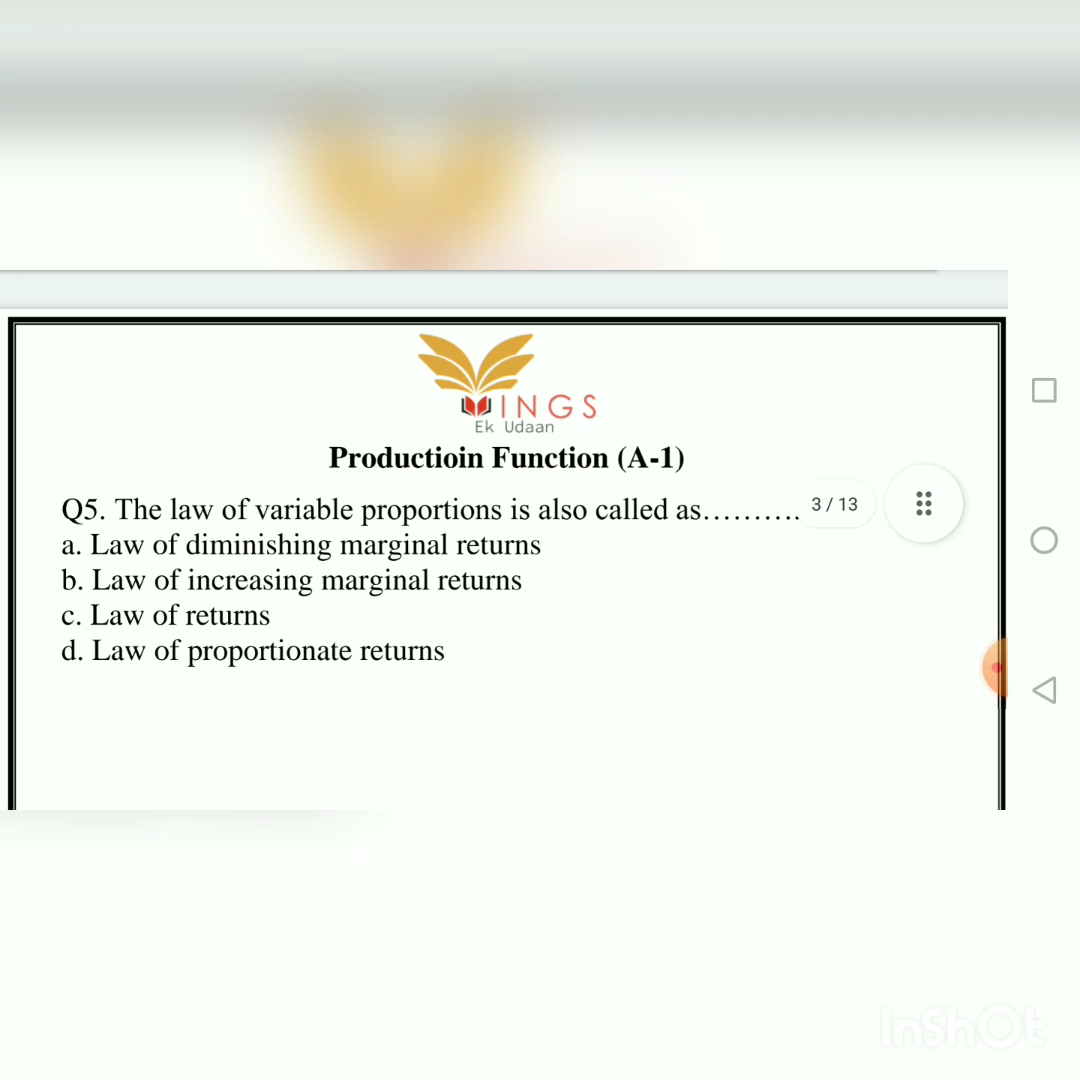 WINGS
Ek Udaan
Productioin Function (A-1)
Q5. The law of variable proportions is also called as..........
3 / 13
a. Law of diminishing marginal returns
b. Law of increasing marginal returns
c. Law of returns
d. Law of proportionate returns
InShOt